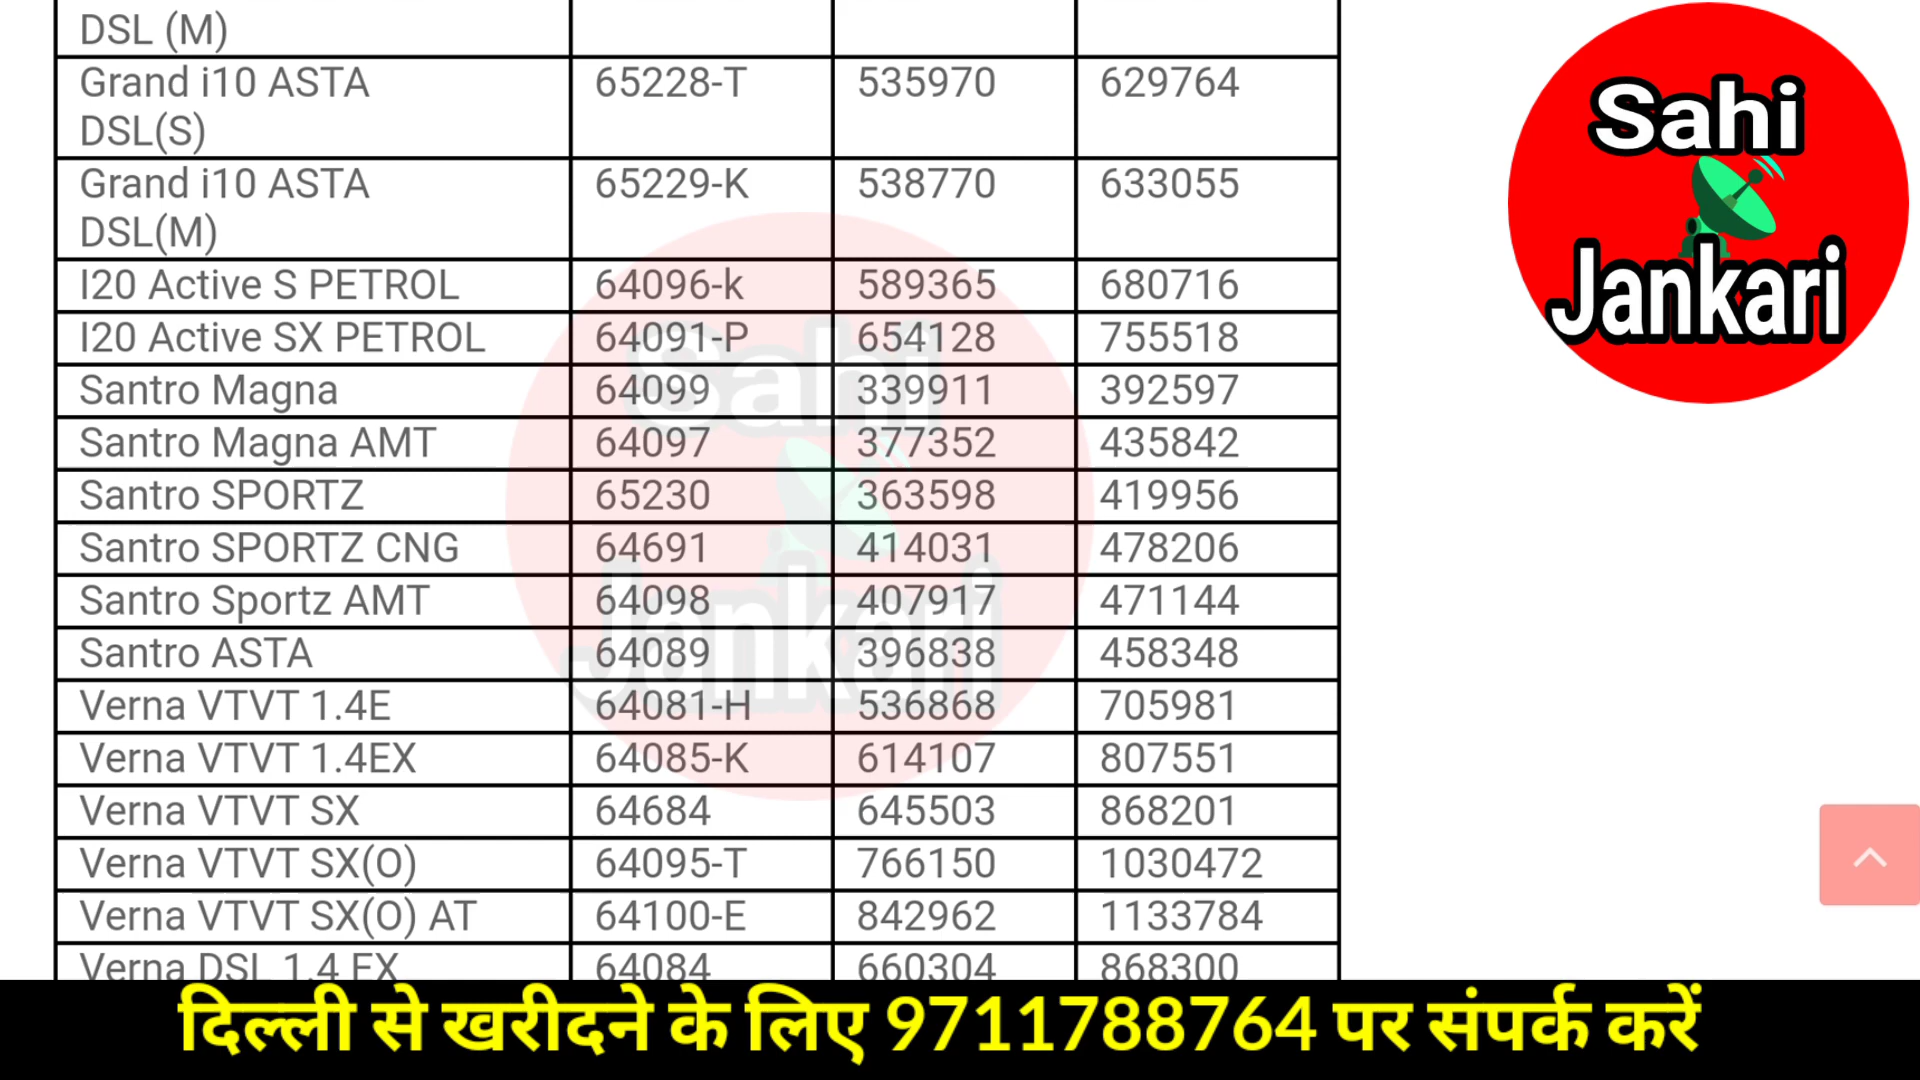 DSL (M)
Grand i10 ASTA 65228-T 535970 629764
DSL(S)
Grand i10 ASTA 65229-K 538770 633055
DSL(M)
I20 Active S PETROL 64096-k 589365 680716
I20 Active SX PETROL 64091-P 654128 755518
Santro Magna 64099 339911 392597
Santro Magna AMT 64097 377352 435842
Santro SPORTZ 65230 363598 419956
Santro SPORTZ CNG 64691 414031 478206
Santro Sportz AMT 64098 407917 471144
Santro ASTA 64089 396838 458348
Verna VTVT 1.4E 64081-H 536868 705981
Verna VTVT 1.4EX 64085-K 614107 807551
Verna VTVT SX 64684 645503 868201
Verna VTVT SX(O) 64095-T 766150 1030472
Verna VTVT SX(O) AT 64100-E 842962 1133784
Verna DSL 1.4 EX 64084 660304 868300
Sahi
Jankari
Sahi
Jankari
दिल्ली से खरीदने के लिए 9711788764 पर संपर्क करें